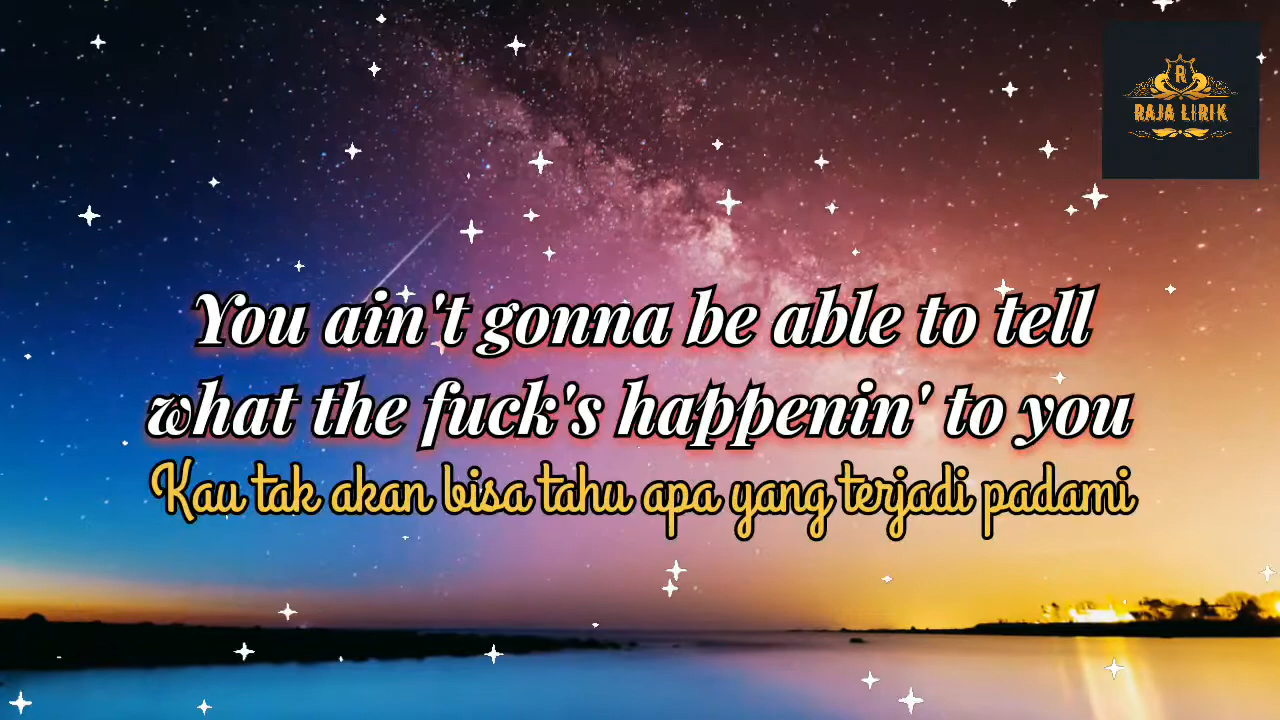 R
RAJA LIRIK
You ain't gonna be able to tell
what the fuck's happenin' to you
Kau tak akan bisa tahu apa yang terjadi padami